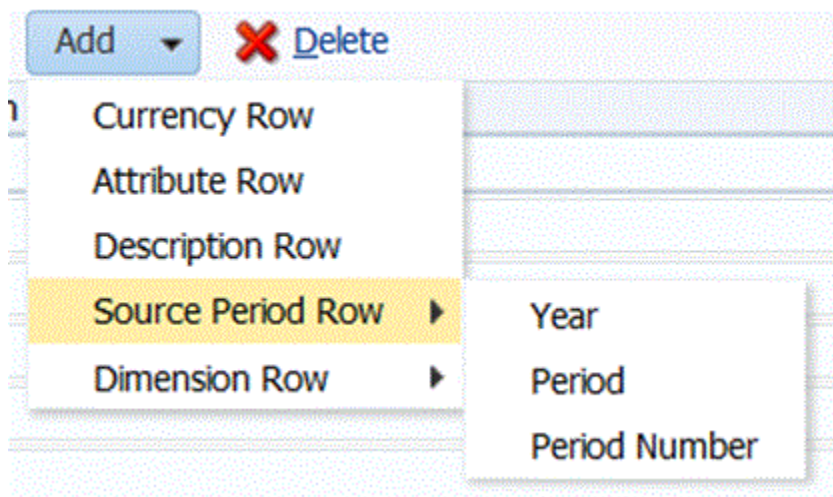 Add Delete
Currency Row
Attribute Row
Description Row
Source Period Row
Dimension Row
Year
Period
Period Number